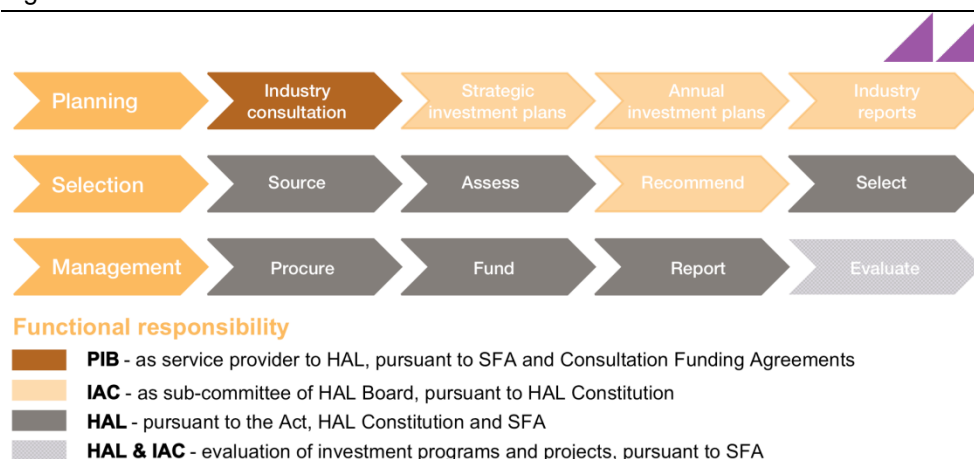 Planning
Industry
consultation
Strategic
investment plans
Annual
investment plans
Industry
reports
Selection
Source
Assess
Recommend
Select
Management
Procure
Fund
Report
Evaluate
Functional responsibility
PIB - as service provider to HAL, pursuant to SFA and Consultation Funding Agreements
IAC - as sub-committee of HAL Board, pursuant to HAL Constitution
HAL - pursuant to the Act, HAL Constitution and SFA
HAL & IAC - evaluation of investment programs and projects, pursuant to SFA